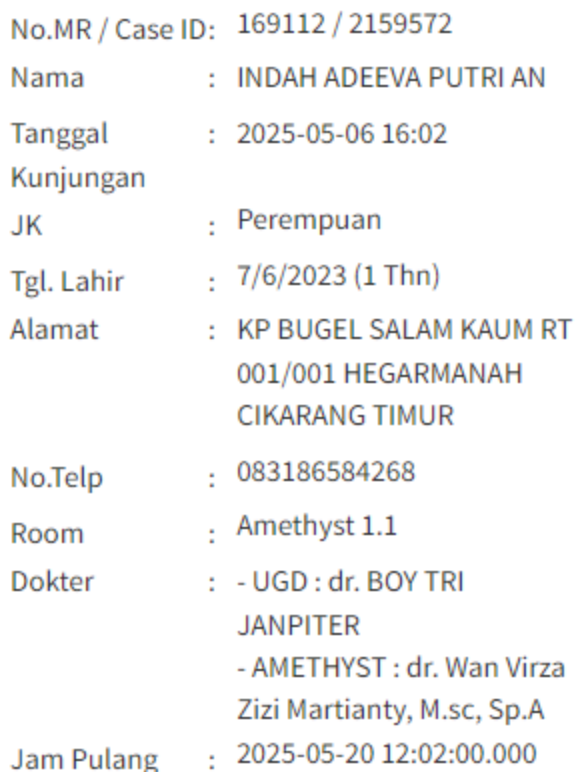 No.MR / Case ID: 169112 / 2159572
Nama : INDAH ADEEVA PUTRI AN
Tanggal : 2025-05-06 16:02
Kunjungan
JK : Perempuan
Tgl. Lahir : 7/6/2023 (1 Thn)
Alamat : KP BUGEL SALAM KAUM RT
001/001 HEGARMANAH
CIKARANG TIMUR
No.Telp : 083186584268
Room : Amethyst 1.1
Dokter : - UGD : dr. BOY TRI
JANPITER
- AMETHYST : dr. Wan Virza
Zizi Martianty, M.sc, Sp.A
Jam Pulang : 2025-05-20 12:02:00.000